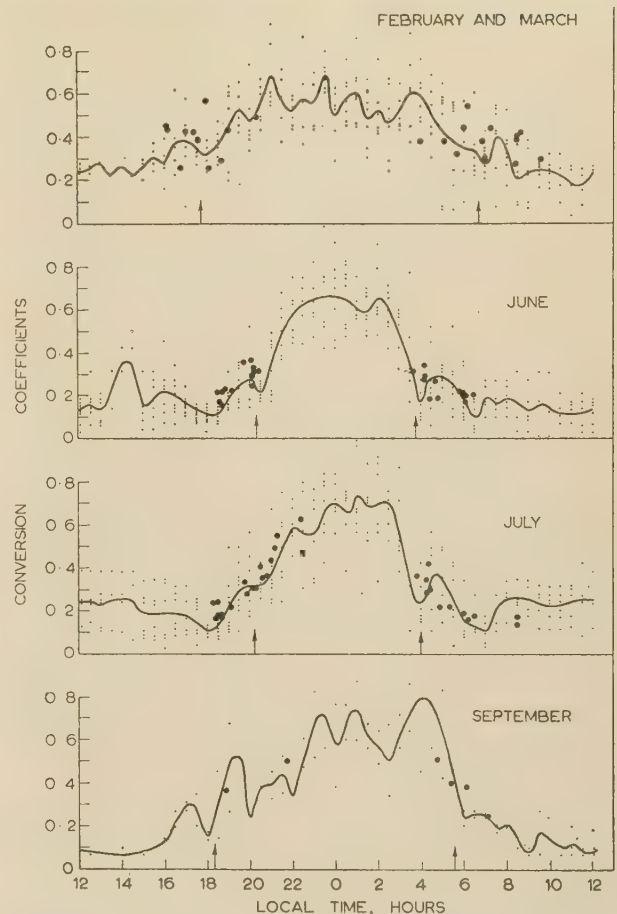 FEBRUARY AND MARCH
0·8
0·6
0·4
0·2
0
0·8
JUNE
0·6
0·4
0·2
0
0·8
JULY
0·6
0·4
0·2
0
0·8
SEPTEMBER
0·6
0·4
0·2
0
CONVERSION COEFFICIENTS
12 14 16 18 20 22 0 2 4 6 8 10 12
LOCAL TIME, HOURS